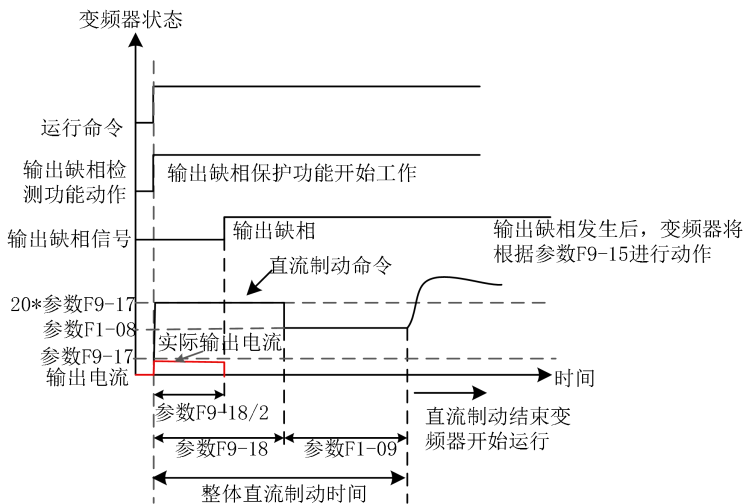 变频器状态
运行命令
输出缺相检
测功能动作
输出缺相保护功能开始工作
输出缺相信号
输出缺相
输出缺相发生后，变频器将
根据参数F9-15进行动作
直流制动命令
20*参数F9-17
参数F1-08
实际输出电流
参数F9-17
输出电流
时间
参数F9-18/2
直流制动结束变
频器开始运行
参数F9-18
参数F1-09
整体直流制动时间